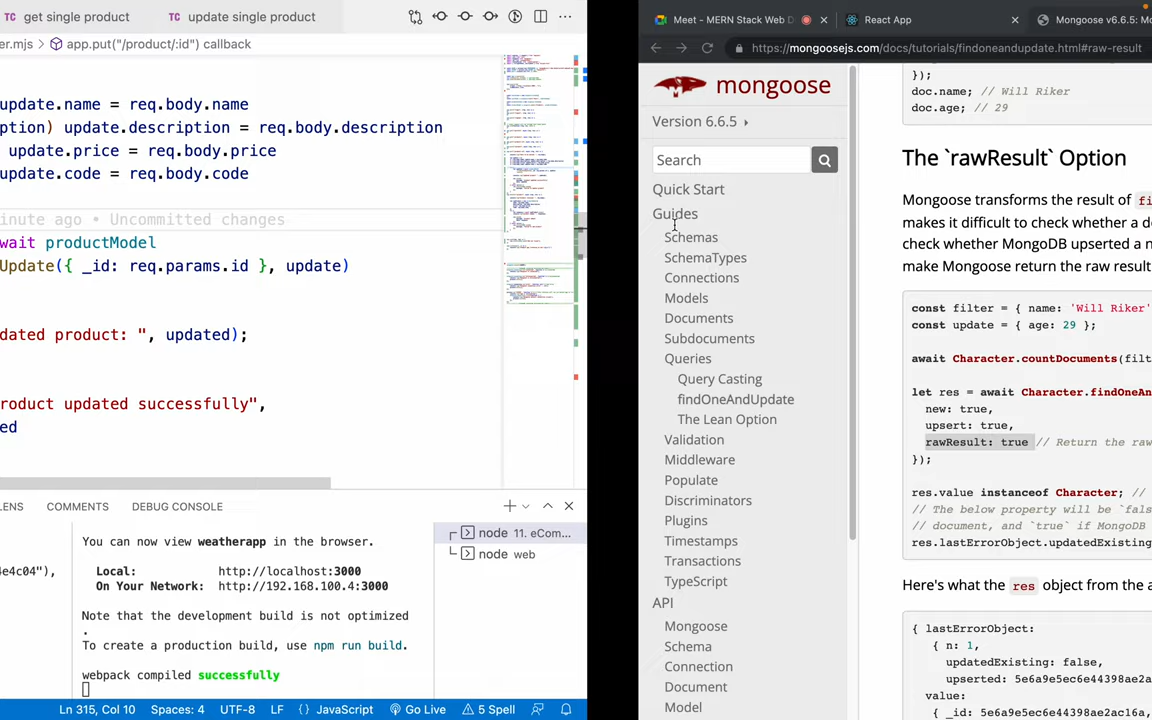 get single product
update single product
er.mjs > app.put("/product/:id") callback
update.name = req.body.name
ption) update.description = req.body.description
update.price = req.body.price
update.code = req.body.code
inute ago • Uncommitted changes
wait productModel
Update({ _id: req.params.id }, update)
dated product: ", updated);
roduct updated successfully",
ed
LENS
COMMENTS
DEBUG CONSOLE
4e4c04"),
You can now view weatherapp in the browser.
Local: http://localhost:3000
On Your Network: http://192.168.100.4:3000
Note that the development build is not optimized
.
To create a production build, use npm run build.
webpack compiled successfully
node 11. eCom...
node web
Ln 315, Col 10
Spaces: 4
UTF-8
LF
{ } JavaScript
Go Live
5 Spell
Meet - MERN Stack Web D
React App
Mongoose v6.6.5: Mo
https://mongoosejs.com/docs/tutorials/findoneandupdate.html#raw-result
mongoose
Version 6.6.5
Search
Quick Start
Guides
Schemas
SchemaTypes
Connections
Models
Documents
Subdocuments
Queries
Query Casting
findOneAndUpdate
The Lean Option
Validation
Middleware
Populate
Discriminators
Plugins
Timestamps
Transactions
TypeScript
API
Mongoose
Schema
Connection
Document
Model
});
doc.name; // Will Riker
doc.age; // 29
The `rawResult` Option
Mongoose transforms the result of fi
makes it difficult to check whether a d
check whether MongoDB upserted a n
make Mongoose return the raw result
const filter = { name: 'Will Riker'
const update = { age: 29 };
await Character.countDocuments(filt
let res = await Character.findOneAn
new: true,
upsert: true,
rawResult: true // Return the raw
});
res.value instanceof Character; //
// The below property will be `fals
// document, and `true` if MongoDB
res.lastErrorObject.updatedExisting
Here's what the res object from the a
{ lastErrorObject:
{ n: 1,
updatedExisting: false,
upserted: 5e6a9e5ec6e44398ae2a
value:
{ _id: 5e6a9e5ec6e44398ae2ac16a,